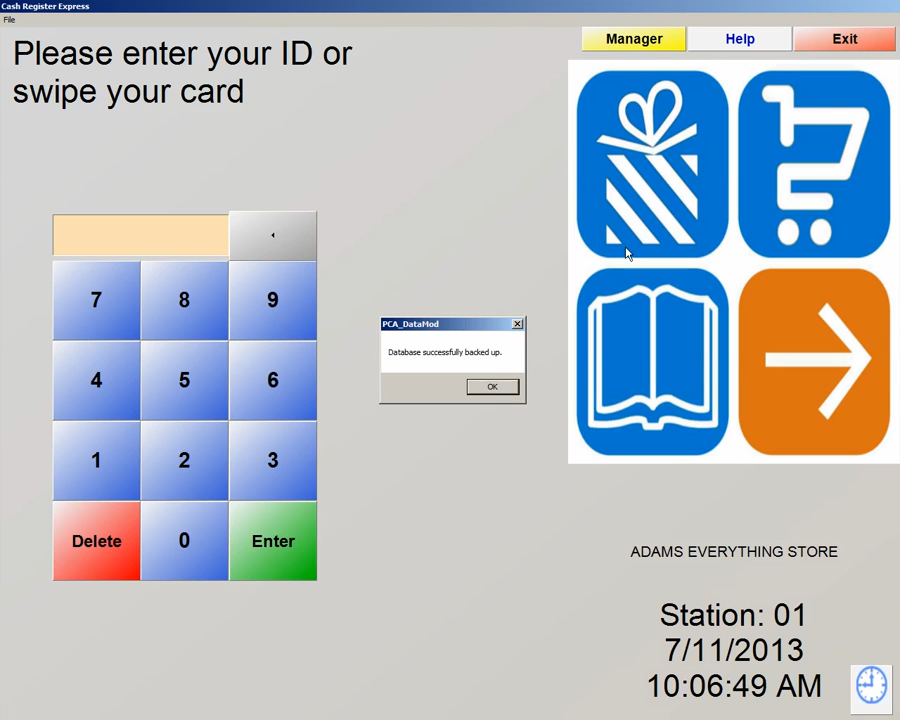 Cash Register Express
File
Please enter your ID or
swipe your card
Manager
Help
Exit
7
8
9
4
5
6
1
2
3
Delete
0
Enter
PCA_DataMod
Database successfully backed up.
OK
ADAMS EVERYTHING STORE
Station: 01
7/11/2013
10:06:49 AM